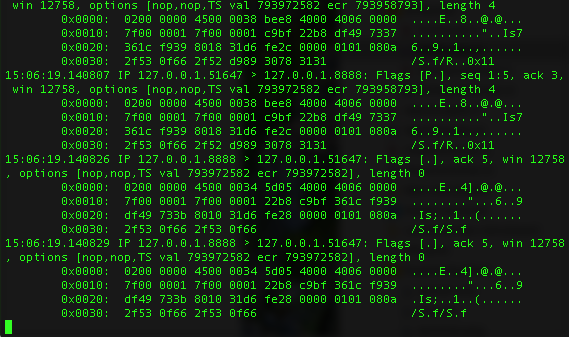 win 12758, options [nop,nop,TS val 793972582 ecr 793958793], length 4
        0x0000:  0200 0000 4500 0038 bee8 4000 4006 0000  ....E..8..@.@...
        0x0010:  7f00 0001 7f00 0001 c9bf 22b8 df49 7337  .........."..Is7
        0x0020:  361c f939 8018 31d6 fe2c 0000 0101 080a  6..9..1..,......
        0x0030:  2f53 0f66 2f52 d989 3078 3131            /S.f/R..0x11
15:06:19.140807 IP 127.0.0.1.51647 > 127.0.0.1.8888: Flags [P.], seq 1:5, ack 3,
 win 12758, options [nop,nop,TS val 793972582 ecr 793958793], length 4
        0x0000:  0200 0000 4500 0038 bee8 4000 4006 0000  ....E..8..@.@...
        0x0010:  7f00 0001 7f00 0001 c9bf 22b8 df49 7337  .........."..Is7
        0x0020:  361c f939 8018 31d6 fe2c 0000 0101 080a  6..9..1..,......
        0x0030:  2f53 0f66 2f52 d989 3078 3131            /S.f/R..0x11
15:06:19.140826 IP 127.0.0.1.8888 > 127.0.0.1.51647: Flags [.], ack 5, win 12758
, options [nop,nop,TS val 793972582 ecr 793972582], length 0
        0x0000:  0200 0000 4500 0034 5d05 4000 4006 0000  ....E..4].@.@...
        0x0010:  7f00 0001 7f00 0001 22b8 c9bf 361c f939  ........"...6..9
        0x0020:  df49 733b 8010 31d6 fe28 0000 0101 080a  .Is;..1..(......
        0x0030:  2f53 0f66 2f53 0f66                      /S.f/S.f
15:06:19.140829 IP 127.0.0.1.8888 > 127.0.0.1.51647: Flags [.], ack 5, win 12758
, options [nop,nop,TS val 793972582 ecr 793972582], length 0
        0x0000:  0200 0000 4500 0034 5d05 4000 4006 0000  ....E..4].@.@...
        0x0010:  7f00 0001 7f00 0001 22b8 c9bf 361c f939  ........"...6..9
        0x0020:  df49 733b 8010 31d6 fe28 0000 0101 080a  .Is;..1..(......
        0x0030:  2f53 0f66 2f53 0f66                      /S.f/S.f